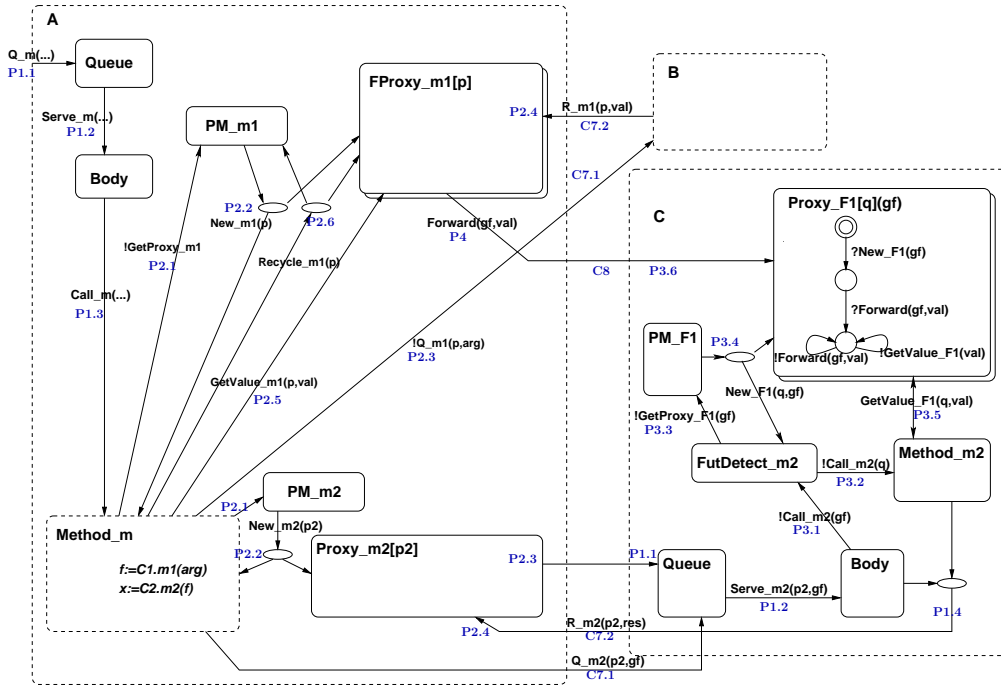 A
Q_m(...)
P1.1
Queue
Serve_m(...)
P1.2
Body
Call_m(...)
P1.3
PM_m1
FProxy_m1[p]
P2.4
R_m1(p,val)
C7.2
B
C7.1
P2.2
New_m1(p)
P2.6
!GetProxy_m1
P2.1
Recycle_m1(p)
Forward(gf,val)
P4
C8
P3.6
!Q_m1(p,arg)
P2.3
GetValue_m1(p,val)
P2.5
C
Proxy_F1[q](gf)
?New_F1(gf)
?Forward(gf,val)
!Forward(gf,val)
!GetValue_F1(val)
PM_F1
P3.4
New_F1(q,gf)
GetValue_F1(q,val)
P3.5
!GetProxy_F1(gf)
P3.3
FutDetect_m2
!Call_m2(q)
P3.2
Method_m2
!Call_m2(gf)
P3.1
Method_m
f:=C1.m1(arg)
x:=C2.m2(f)
P2.1
PM_m2
New_m2(p2)
P2.2
Proxy_m2[p2]
P2.3
P2.4
P1.1
Queue
Serve_m2(p2,gf)
P1.2
Body
P1.4
R_m2(p2,res)
C7.2
Q_m2(p2,gf)
C7.1